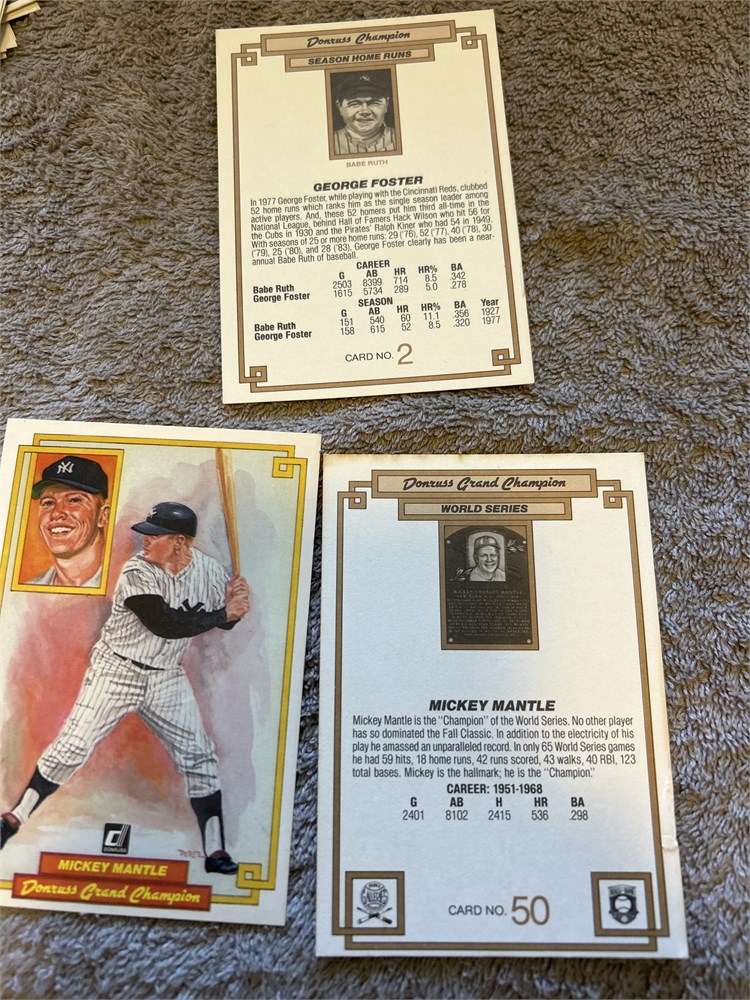 Donruss Champion
SEASON HOME RUNS
BABE RUTH
GEORGE FOSTER
In 1977 George Foster, while playing with the Cincinnati Reds, clubbed
52 home runs which ranks him as the single season leader among
active players. And, these 52 homers put him third all-time in the
National League, behind Hall of Famers Hack Wilson who hit 56 for
the Cubs in 1930 and the Pirates' Ralph Kiner who had 54 in 1949.
With seasons of 25 or more home runs: 29 ('76), 52 ('77), 40 ('78), 30
('79), 25 ('80), and 28 ('83), George Foster clearly has been a near-
annual Babe Ruth of baseball.
CAREER
G AB HR HR% BA
Babe Ruth 2503 8399 714 8.5 .342
George Foster 1615 5734 289 5.0 .278
SEASON
G AB HR HR% BA Year
Babe Ruth 151 540 60 11.1 .356 1927
George Foster 158 615 52 8.5 .320 1977
CARD NO. 2
NY
DONRUSS
PEREZ
MICKEY MANTLE
Donruss Grand Champion
Donruss Grand Champion
WORLD SERIES
MICKEY MANTLE
Mickey Mantle is the "Champion" of the World Series. No other player
has so dominated the Fall Classic. In addition to the electricity of his
play he amassed an unparalleled record. In only 65 World Series games
he had 59 hits, 18 home runs, 42 runs scored, 43 walks, 40 RBI, 123
total bases. Mickey is the hallmark; he is the "Champion."
CAREER: 1951-1968
G AB H HR BA
2401 8102 2415 536 .298
CARD NO. 50